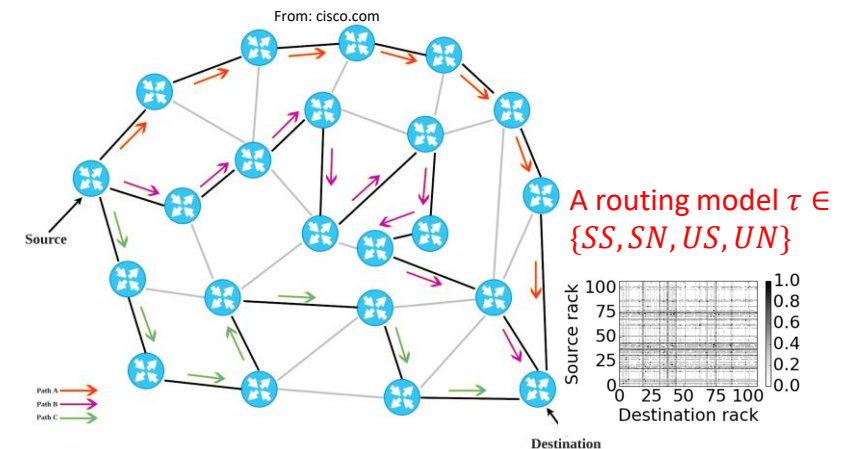 From: cisco.com
A routing model τ ∈
{SS, SN, US, UN}
Source
Path A
Path B
Path C
Destination
Source rack
100
75
50
25
0
0 25 50 75 100
Destination rack
1.0
0.8
0.6
0.4
0.2
0.0